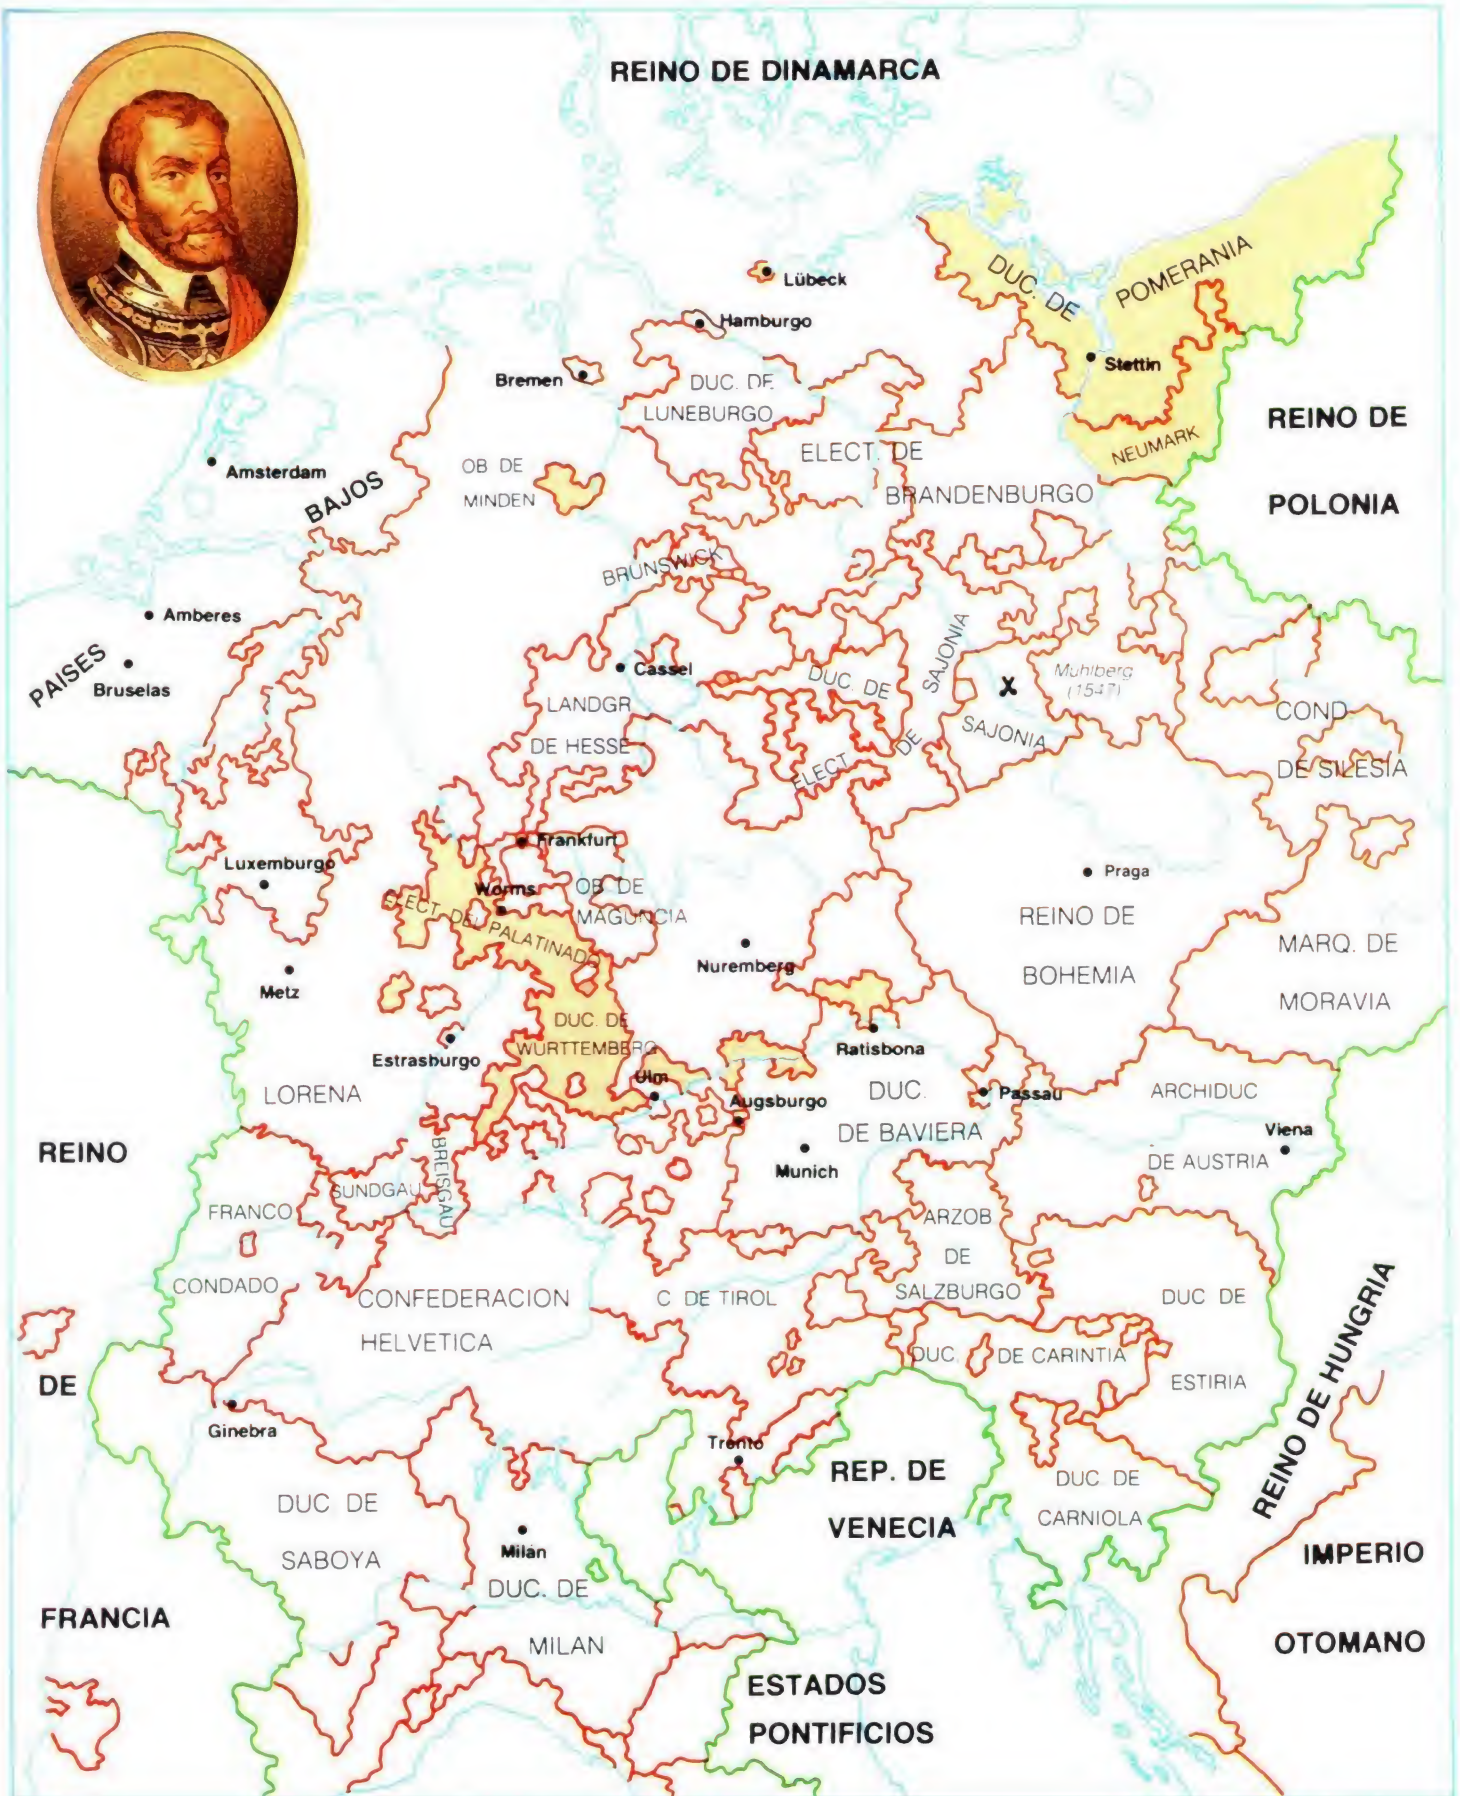 REINO DE DINAMARCA
Lübeck
Hamburgo
Bremen
DUC. DE
LUNEBURGO
DUC. DE
POMERANIA
Stettin
NEUMARK
REINO DE
POLONIA
Amsterdam
PAISES
BAJOS
OB DE
MINDEN
ELECT. DE
BRANDENBURGO
BRUNSWICK
Amberes
Bruselas
Cassel
LANDGR
DE HESSE
DUC. DE
SAJONIA
ELECT
DE
SAJONIA
Muhlberg
(1547)
COND
DE SILESIA
Luxemburgo
Frankfurt
Worms
OB DE
MAGUNCIA
ELECT. DEL PALATINADO
Praga
REINO DE
BOHEMIA
MARQ. DE
MORAVIA
Metz
Nuremberg
Estrasburgo
DUC. DE
WURTTEMBERG
Ulm
Ratisbona
LORENA
Augsburgo
DUC.
DE BAVIERA
Passau
Munich
ARCHIDUC
DE AUSTRIA
Viena
REINO
DE
FRANCIA
BREISGAU
SUNDGAU
FRANCO
CONDADO
CONFEDERACION
HELVETICA
C DE TIROL
ARZOB
DE
SALZBURGO
DUC. DE CARINTIA
DUC DE
ESTIRIA
REINO DE HUNGRIA
Ginebra
Trento
REP. DE
VENECIA
DUC DE
CARNIOLA
DUC DE
SABOYA
Milán
DUC. DE
MILAN
IMPERIO
OTOMANO
ESTADOS
PONTIFICIOS